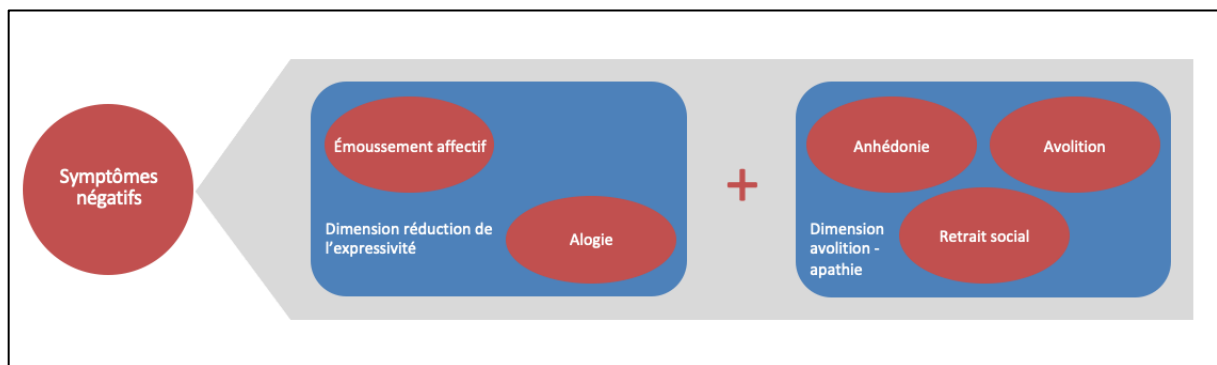 Symptômes
négatifs
Émoussement affectif
Dimension réduction de
l'expressivité
Alogie
+
Anhédonie
Avolition
Dimension
avolition -
apathie
Retrait social